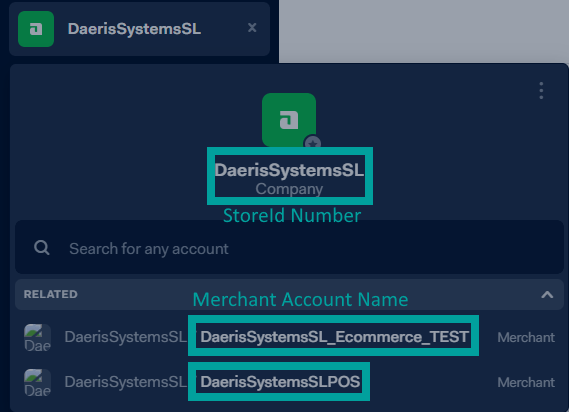 DaerisSystemsSL x
DaerisSystemsSL
Company
StoreId Number
Search for any account
RELATED
Merchant Account Name
Dae DaerisSystemsSL DaerisSystemsSL_Ecommerce_TEST Merchant
Dae DaerisSystemsSL DaerisSystemsSLPOS Merchant